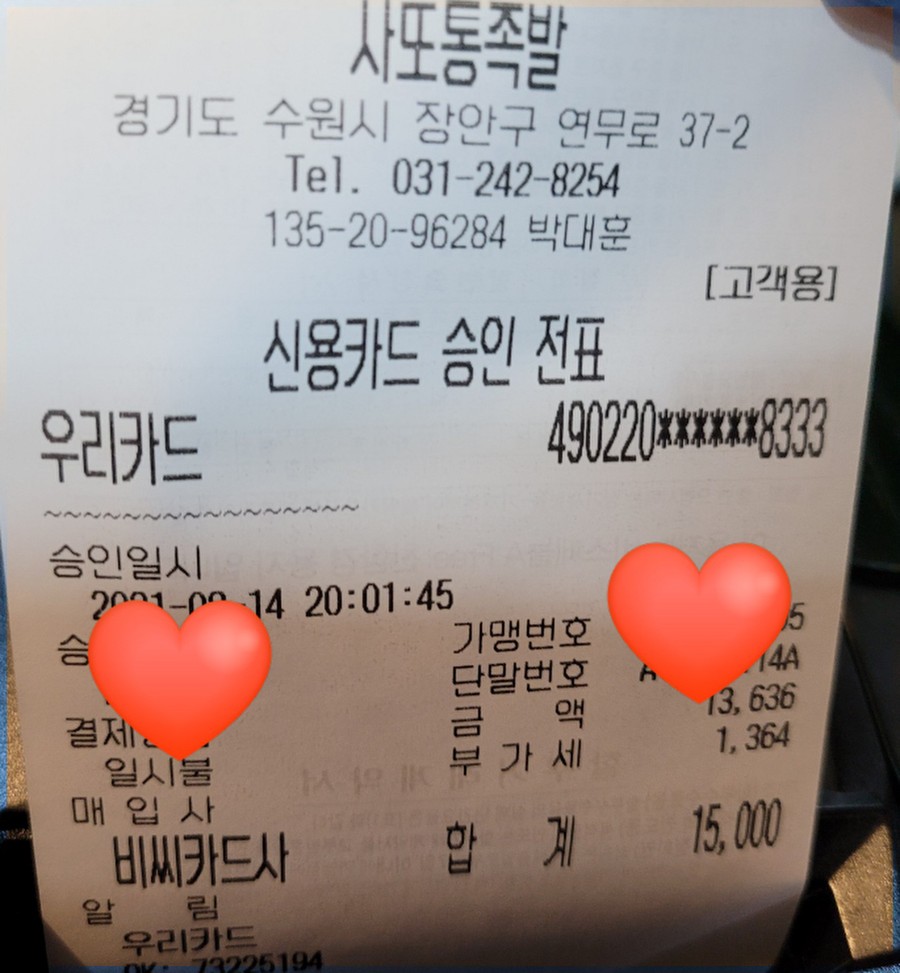 사또통족발
경기도 수원시 장안구 연무로 37-2
Tel. 031-242-8254
135-20-96284 박대훈
[고객용]
신용카드 승인 전표
우리카드 490220******8333
~~~~~~~~~~~~~~~~
승인일시
14 20:01:45
가맹번호
단말번호 14A
금 액 13,636
부 가 세 1,364
일시불
매 입 사
비씨카드사
합 계 15,000
알 림
우리카드
OK: 73225194